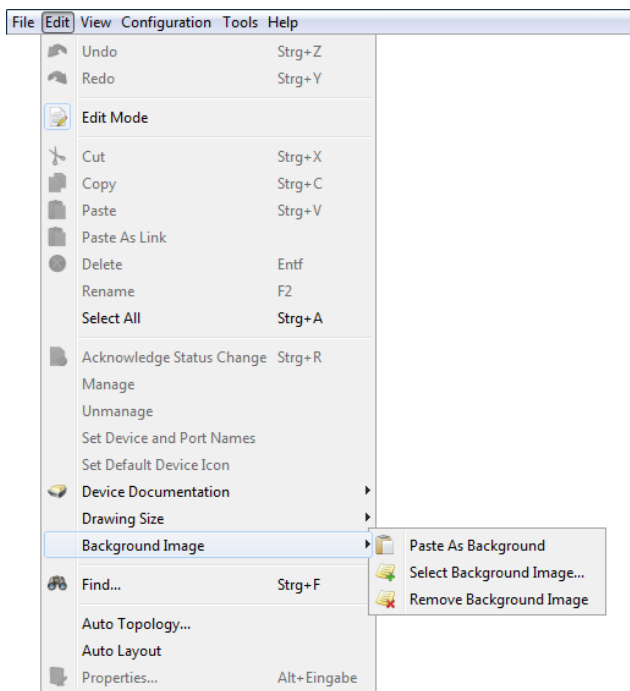 File Edit View Configuration Tools Help
Undo Strg+Z
Redo Strg+Y
Edit Mode
Cut Strg+X
Copy Strg+C
Paste Strg+V
Paste As Link
Delete Entf
Rename F2
Select All Strg+A
Acknowledge Status Change Strg+R
Manage
Unmanage
Set Device and Port Names
Set Default Device Icon
Device Documentation
Drawing Size
Background Image
Paste As Background
Select Background Image...
Remove Background Image
Find... Strg+F
Auto Topology...
Auto Layout
Properties... Alt+Eingabe